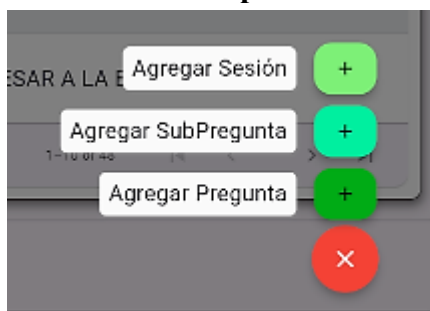 Agregar Sesión +
ESAR A LA E
Agregar SubPregunta +
1–10 of 48
Agregar Pregunta +